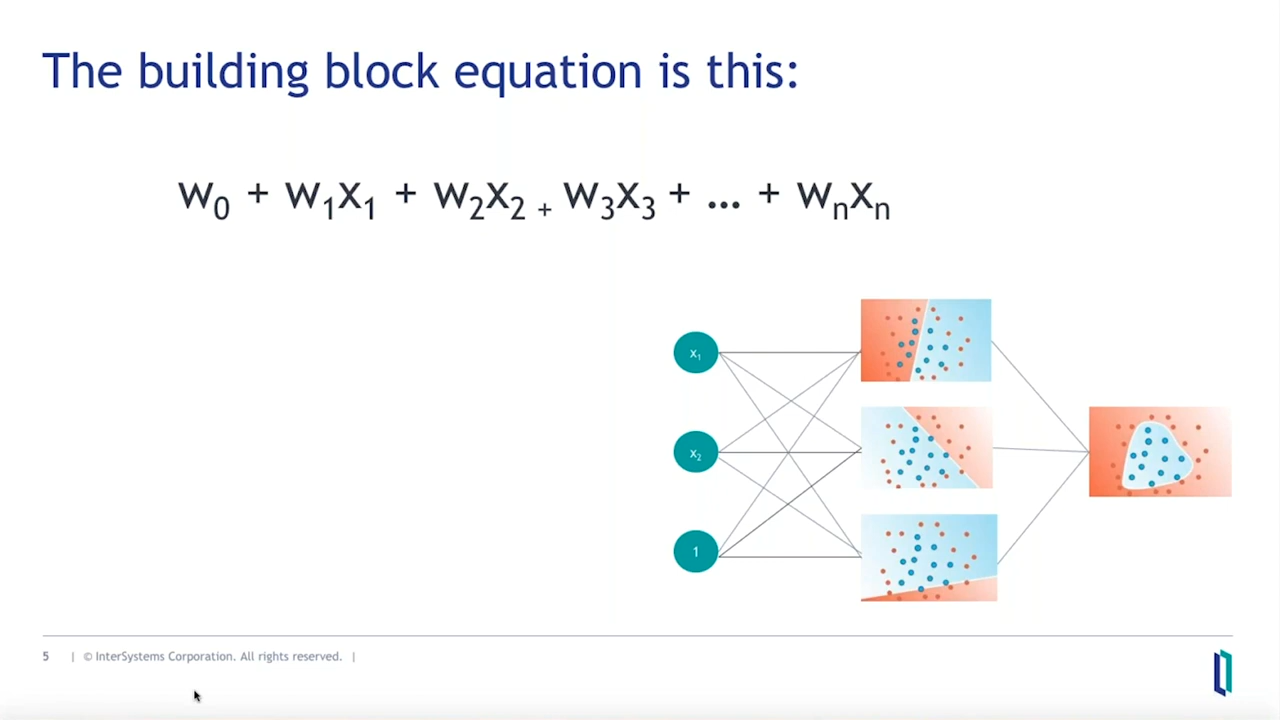 The building block equation is this:
w₀ + w₁x₁ + w₂x₂ + w₃x₃ + ... + wₙxₙ
x₁
x₂
1
5 | © InterSystems Corporation. All rights reserved. |